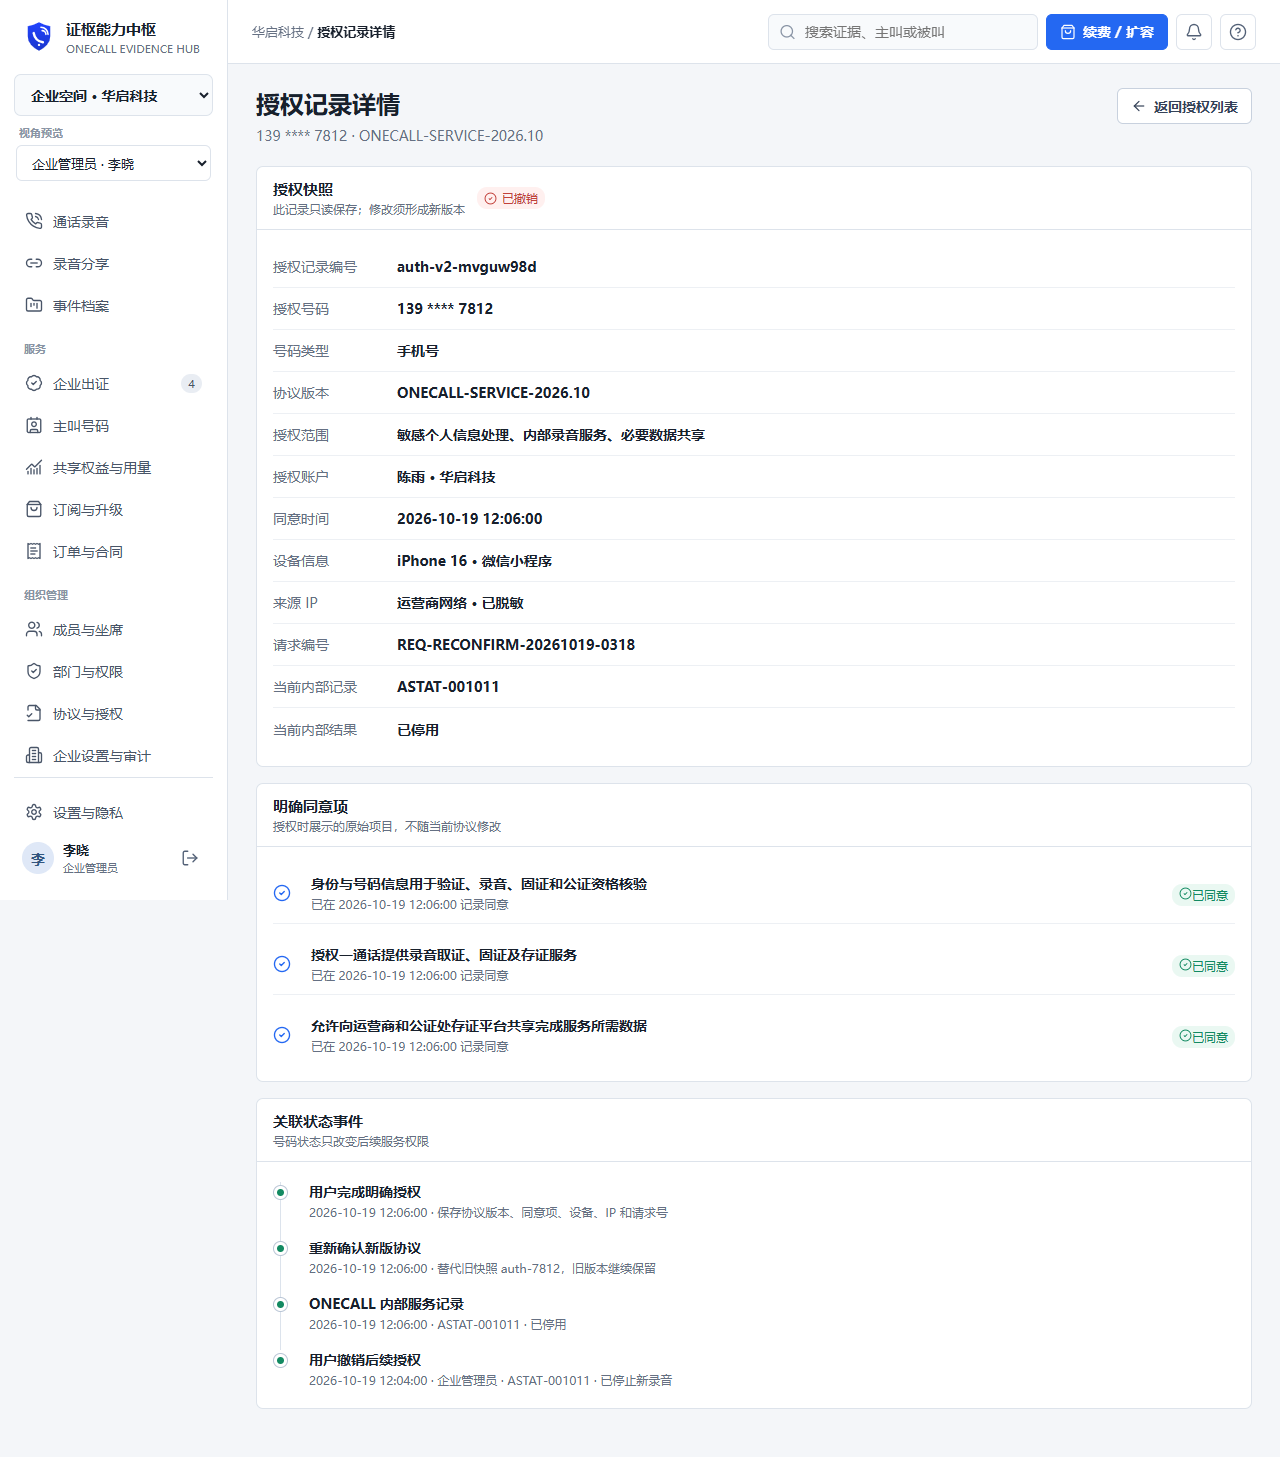 证枢能力中枢
ONECALL EVIDENCE HUB
企业空间 • 华启科技
视角预览
企业管理员 · 李晓
通话录音
录音分享
事件档案
服务
企业出证
4
主叫号码
共享权益与用量
订阅与升级
订单与合同
组织管理
成员与坐席
部门与权限
协议与授权
企业设置与审计
设置与隐私
李
李晓
企业管理员
华启科技 / 授权记录详情
搜索证据、主叫或被叫
续费 / 扩容
授权记录详情
139 **** 7812 · ONECALL-SERVICE-2026.10
返回授权列表
授权快照
此记录只读保存；修改须形成新版本
已撤销
授权记录编号 auth-v2-mvguw98d
授权号码 139 **** 7812
号码类型 手机号
协议版本 ONECALL-SERVICE-2026.10
授权范围 敏感个人信息处理、内部录音服务、必要数据共享
授权账户 陈雨 • 华启科技
同意时间 2026-10-19 12:06:00
设备信息 iPhone 16 • 微信小程序
来源 IP 运营商网络 • 已脱敏
请求编号 REQ-RECONFIRM-20261019-0318
当前内部记录 ASTAT-001011
当前内部结果 已停用
明确同意项
授权时展示的原始项目，不随当前协议修改
身份与号码信息用于验证、录音、固证和公证资格核验
已在 2026-10-19 12:06:00 记录同意
已同意
授权一通话提供录音取证、固证及存证服务
已在 2026-10-19 12:06:00 记录同意
已同意
允许向运营商和公证处存证平台共享完成服务所需数据
已在 2026-10-19 12:06:00 记录同意
已同意
关联状态事件
号码状态只改变后续服务权限
用户完成明确授权
2026-10-19 12:06:00 · 保存协议版本、同意项、设备、IP 和请求号
重新确认新版协议
2026-10-19 12:06:00 · 替代旧快照 auth-7812，旧版本继续保留
ONECALL 内部服务记录
2026-10-19 12:06:00 · ASTAT-001011 · 已停用
用户撤销后续授权
2026-10-19 12:04:00 · 企业管理员 · ASTAT-001011 · 已停止新录音